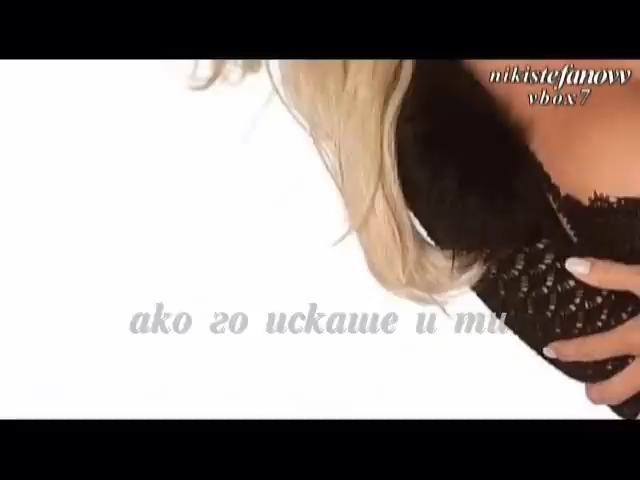 nikistefanovv
vbox7
ако го искаше и ти...